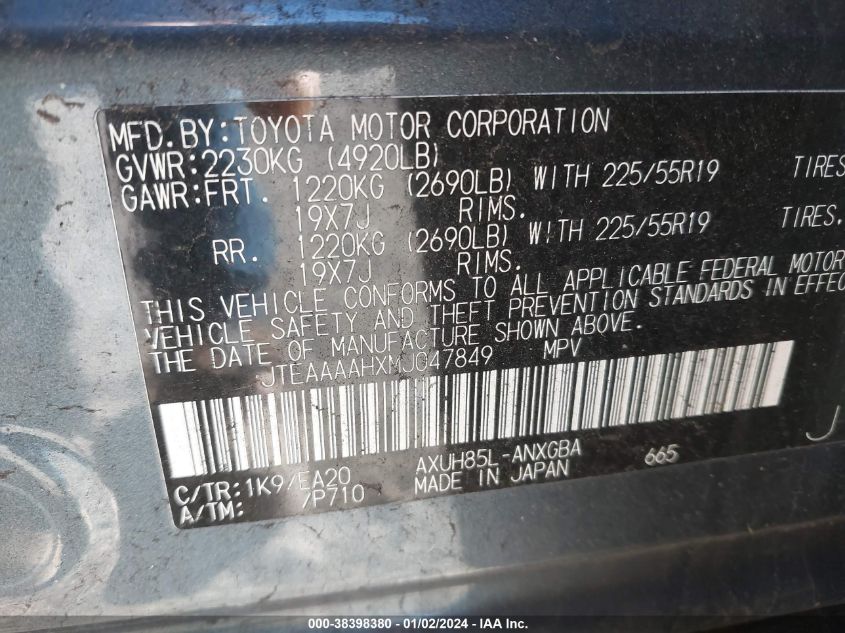 MFD.BY:TOYOTA MOTOR CORPORATION
GVWR:2230KG (4920LB)
GAWR:FRT. 1220KG (2690LB) WITH 225/55R19 TIRES
19X7J RIMS.
RR. 1220KG (2690LB) WITH 225/55R19 TIRES,
19X7J RIMS.
THIS VEHICLE CONFORMS TO ALL APPLICABLE FEDERAL MOTOR
VEHICLE SAFETY AND THEFT PREVENTION STANDARDS IN EFFEC
THE DATE OF MANUFACTURE SHOWN ABOVE.
JTEAAAAHXMJ047849 MPV
C/TR:1K9/EA20 AXUH85L-ANXGBA 665 J
A/TM: /P710 MADE IN JAPAN
000-38398380 - 01/02/2024 - IAA Inc.